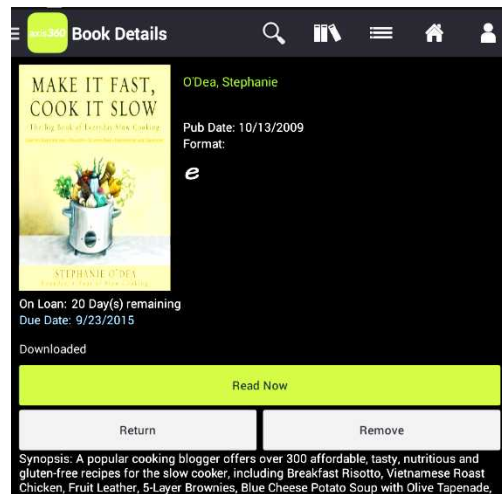 axis360 Book Details
MAKE IT FAST,
COOK IT SLOW
The Big Book of Everyday Slow Cooking
STEPHANIE O'DEA
O'Dea, Stephanie
Pub Date: 10/13/2009
Format:
e
On Loan: 20 Day(s) remaining
Due Date: 9/23/2015
Downloaded
Read Now
Return Remove
Synopsis: A popular cooking blogger offers over 300 affordable, tasty, nutritious and
gluten-free recipes for the slow cooker, including Breakfast Risotto, Vietnamese Roast
Chicken, Fruit Leather, 5-Layer Brownies, Blue Cheese Potato Soup with Olive Tapenade,